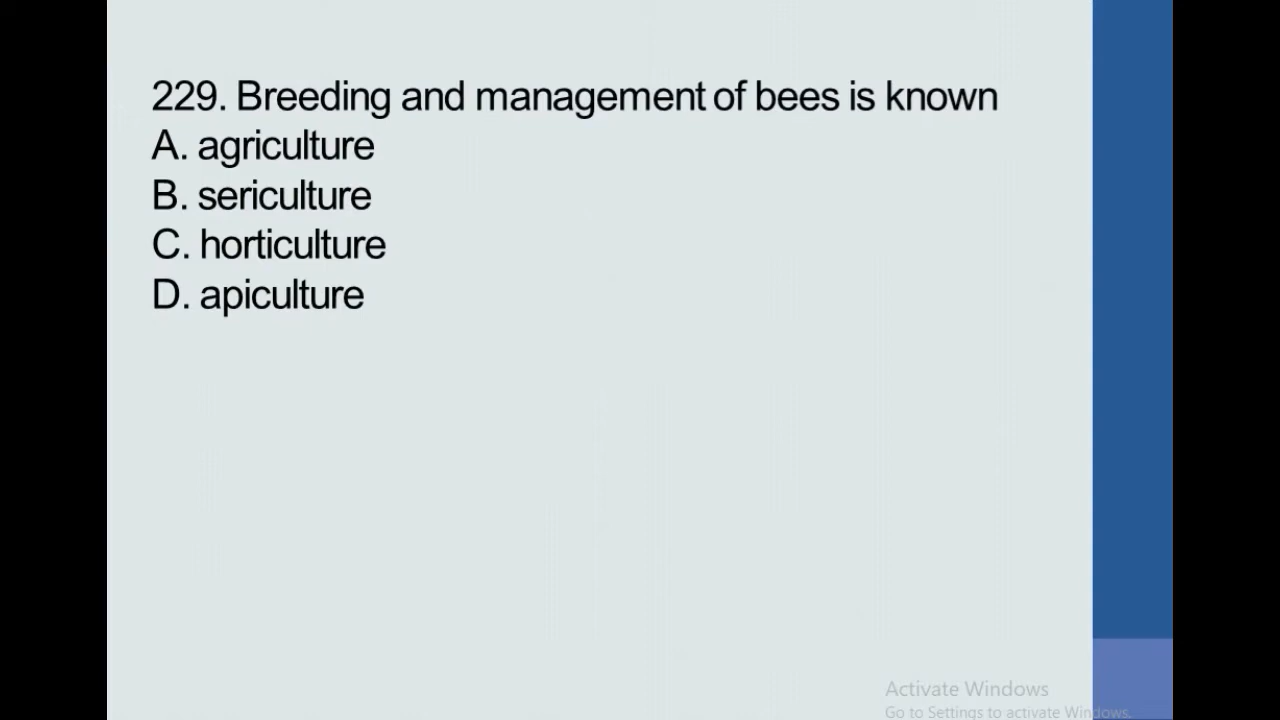 229. Breeding and management of bees is known
A. agriculture
B. sericulture
C. horticulture
D. apiculture
Activate Windows
Go to Settings to activate Windows.